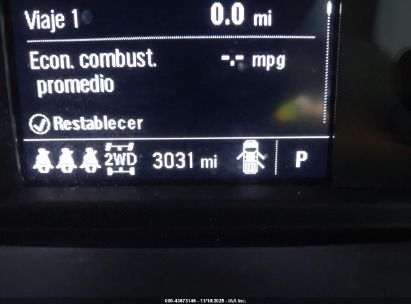 Viaje 1 0.0 mi
Econ. combust. -.- mpg
promedio
Restablecer
2WD 3031 mi P